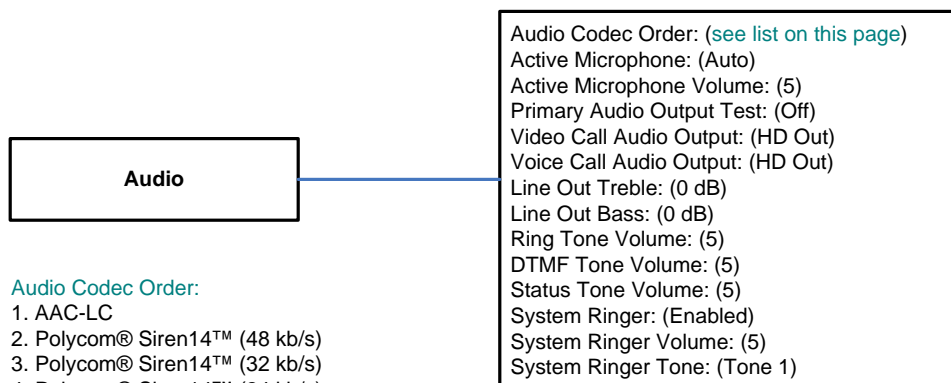 Audio Codec Order: (see list on this page)
Active Microphone: (Auto)
Active Microphone Volume: (5)
Primary Audio Output Test: (Off)
Video Call Audio Output: (HD Out)
Voice Call Audio Output: (HD Out)
Line Out Treble: (0 dB)
Line Out Bass: (0 dB)
Ring Tone Volume: (5)
DTMF Tone Volume: (5)
Status Tone Volume: (5)
System Ringer: (Enabled)
System Ringer Volume: (5)
System Ringer Tone: (Tone 1)
Audio
Audio Codec Order:
1. AAC-LC
2. Polycom® Siren14™ (48 kb/s)
3. Polycom® Siren14™ (32 kb/s)